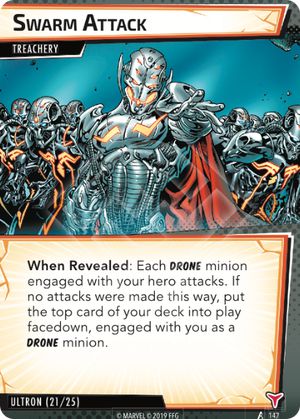 SWARM ATTACK
TREACHERY
When Revealed: Each DRONE minion
engaged with your hero attacks. If
no attacks were made this way, put
the top card of your deck into play
facedown, engaged with you as a
DRONE minion.
ULTRON (21/25)
© MARVEL © 2019 FFG
147